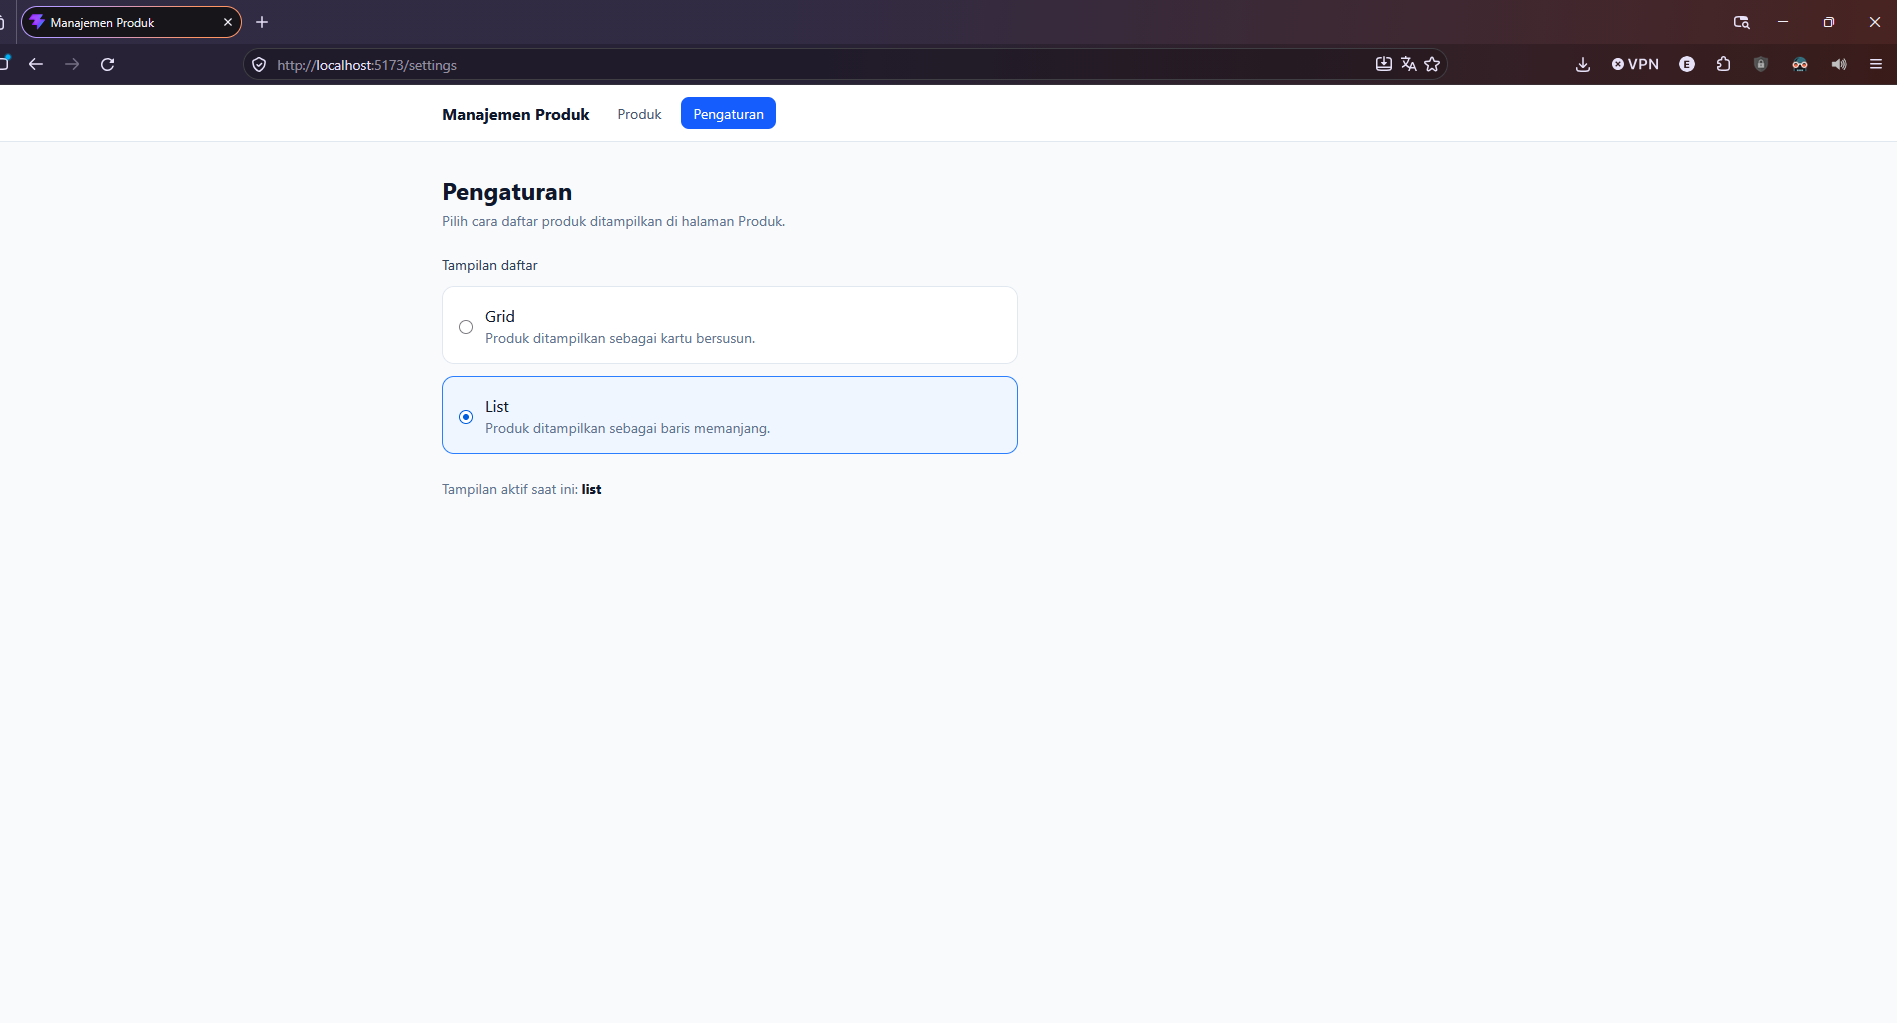 Manajemen Produk
http://localhost:5173/settings
VPN
E
Manajemen Produk
Produk
Pengaturan
Pengaturan
Pilih cara daftar produk ditampilkan di halaman Produk.
Tampilan daftar
Grid
Produk ditampilkan sebagai kartu bersusun.
List
Produk ditampilkan sebagai baris memanjang.
Tampilan aktif saat ini: list